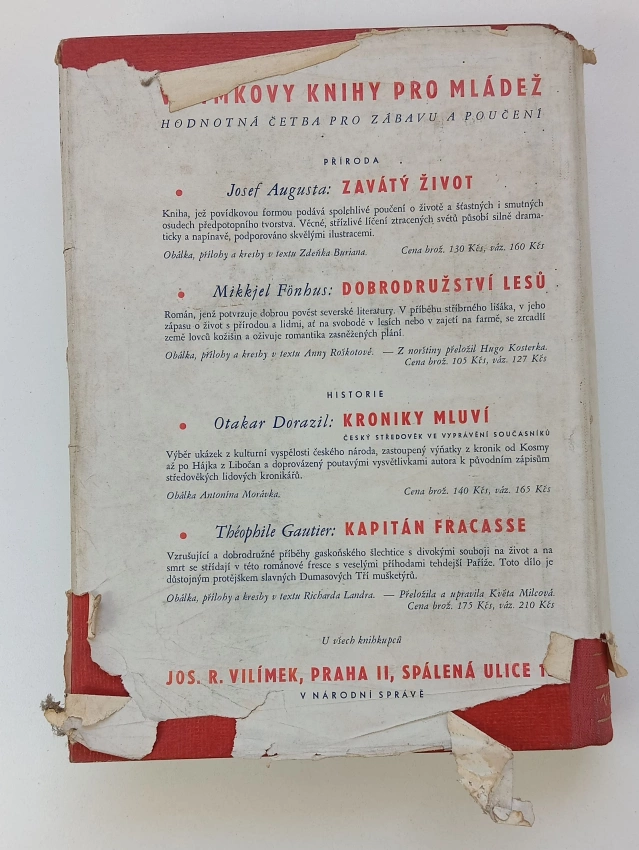 KNIHY PRO MLÁDEŽ
HODNOTNÁ ČETBA PRO ZÁBAVU A POUČENÍ
PŘÍRODA
• Josef Augusta: ZAVÁTÝ ŽIVOT
Kniha, jež povídkovou formou podává spolehlivé poučení o životě a šťastných i smutných
osudech předpotopního tvorstva. Věcné, střízlivé líčení ztracených světů působí silně drama-
ticky a napínavě, podporováno skvělými ilustracemi.
Obálka, přílohy a kresby v textu Zdeňka Buriana. Cena brož. 130 Kčs, váz. 160 Kčs
• Mikkjel Fönhus: DOBRODRUŽSTVÍ LESŮ
Román, jenž potvrzuje dobrou pověst severské literatury. V příběhu stříbrného lišáka, v jeho
zápasu o život s přírodou a lidmi, ať na svobodě v lesích nebo v zajetí na farmě, se zrcadlí
země lovců kožišin a oživuje romantika zasněžených plání.
Obálka, přílohy a kresby v textu Anny Roškotové. — Z norštiny přeložil Hugo Kosterka.
Cena brož. 105 Kčs, váz. 127 Kčs
HISTORIE
• Otakar Dorazil: KRONIKY MLUVÍ
ČESKÝ STŘEDOVĚK VE VYPRÁVĚNÍ SOUČASNÍKŮ
Výběr ukázek z kulturní vyspělosti českého národa, zastoupený výňatky z kronik od Kosmy
až po Hájka z Libočan a doprovázený poutavými vysvětlivkami autora k původním zápisům
středověkých lidových kronikářů.
Obálka Antonína Morávka. Cena brož. 140 Kčs, váz. 165 Kčs
• Théophile Gautier: KAPITÁN FRACASSE
Vzrušující a dobrodružné příběhy gaskoňského šlechtice s divokými souboji na život a na
smrt se střídají v této románové fresce s veselými příhodami tehdejší Paříže. Toto dílo je
důstojným protějškem slavných Dumasových Tří mušketýrů.
Obálka, přílohy a kresby v textu Richarda Landra. — Přeložila a upravila Květa Milcová.
Cena brož. 175 Kčs, váz. 210 Kčs
U všech knihkupců
JOS. R. VILÍMEK, PRAHA II, SPÁLENÁ ULICE
V NÁRODNÍ SPRÁVĚ